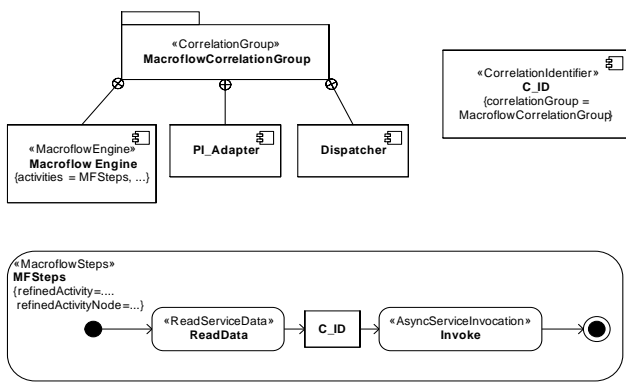 «CorrelationGroup»
MacroflowCorrelationGroup
«CorrelationIdentifier»
C_ID
{correlationGroup =
MacroflowCorrelationGroup}
«MacroflowEngine»
Macroflow Engine
{activities = MFSteps, ...}
PI_Adapter
Dispatcher
«MacroflowSteps»
MFSteps
{refinedActivity=....
refinedActivityNode=...}
«ReadServiceData»
ReadData
C_ID
«AsyncServiceInvocation»
Invoke